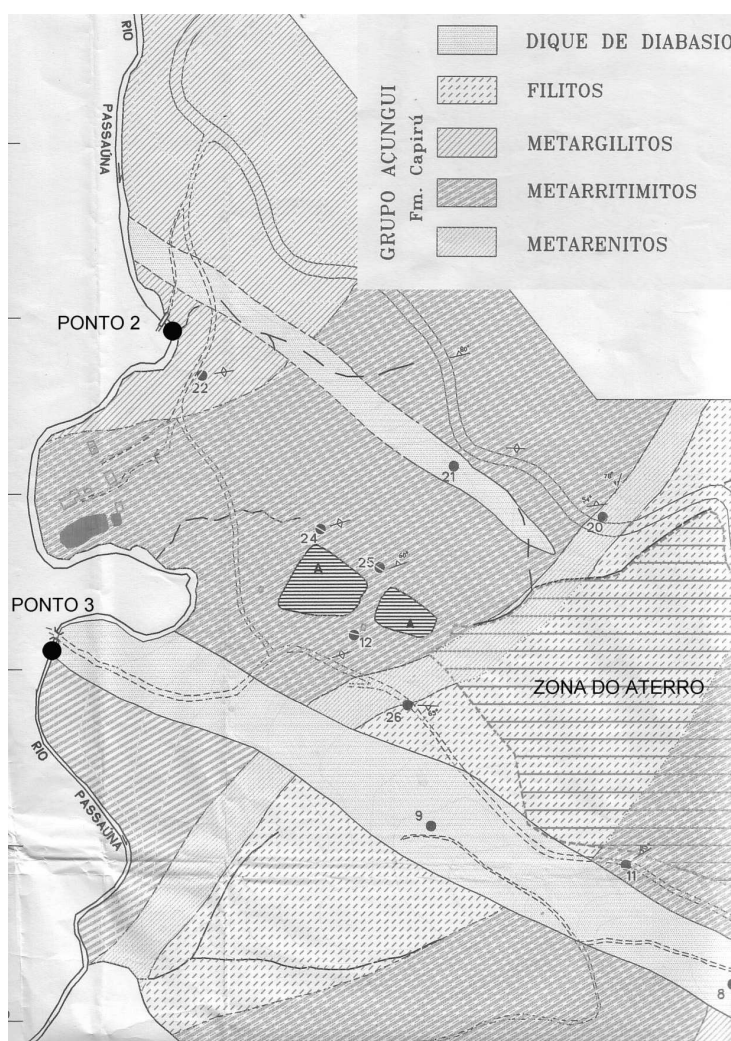 RIO
PASSAÚNA
DIQUE DE DIABASIO
FILITOS
METARGILITOS
METARRITIMITOS
METARENITOS
GRUPO AÇUNGUI
Fm. Capirú
PONTO 2
22
80°
21
70°
54°
20
24
A
25
60°
PONTO 3
12
A
ZONA DO ATERRO
26
RIO
PASSAÚNA
9
11
8